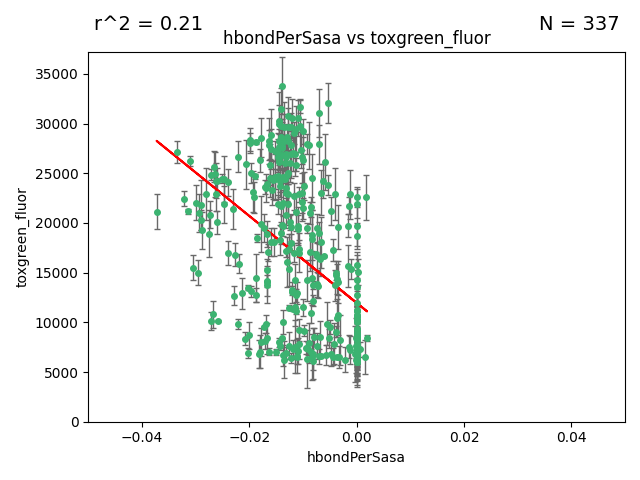 r^2 = 0.21
N = 337
hbondPerSasa vs toxgreen_fluor
35000
30000
25000
20000
15000
10000
5000
0
toxgreen_fluor
−0.04
−0.02
0.00
0.02
0.04
hbondPerSasa